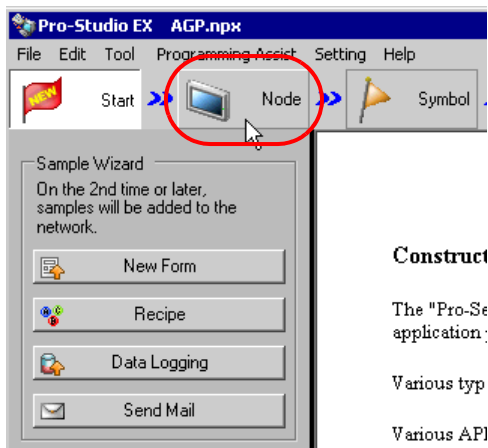 Pro-Studio EX AGP.npx
File Edit Tool Programming Assist Setting Help
NEW Start Node Symbol
Sample Wizard
On the 2nd time or later,
samples will be added to the
network.
New Form
Recipe
Data Logging
Send Mail
Construct
The "Pro-Se
application
Various typ
Various API